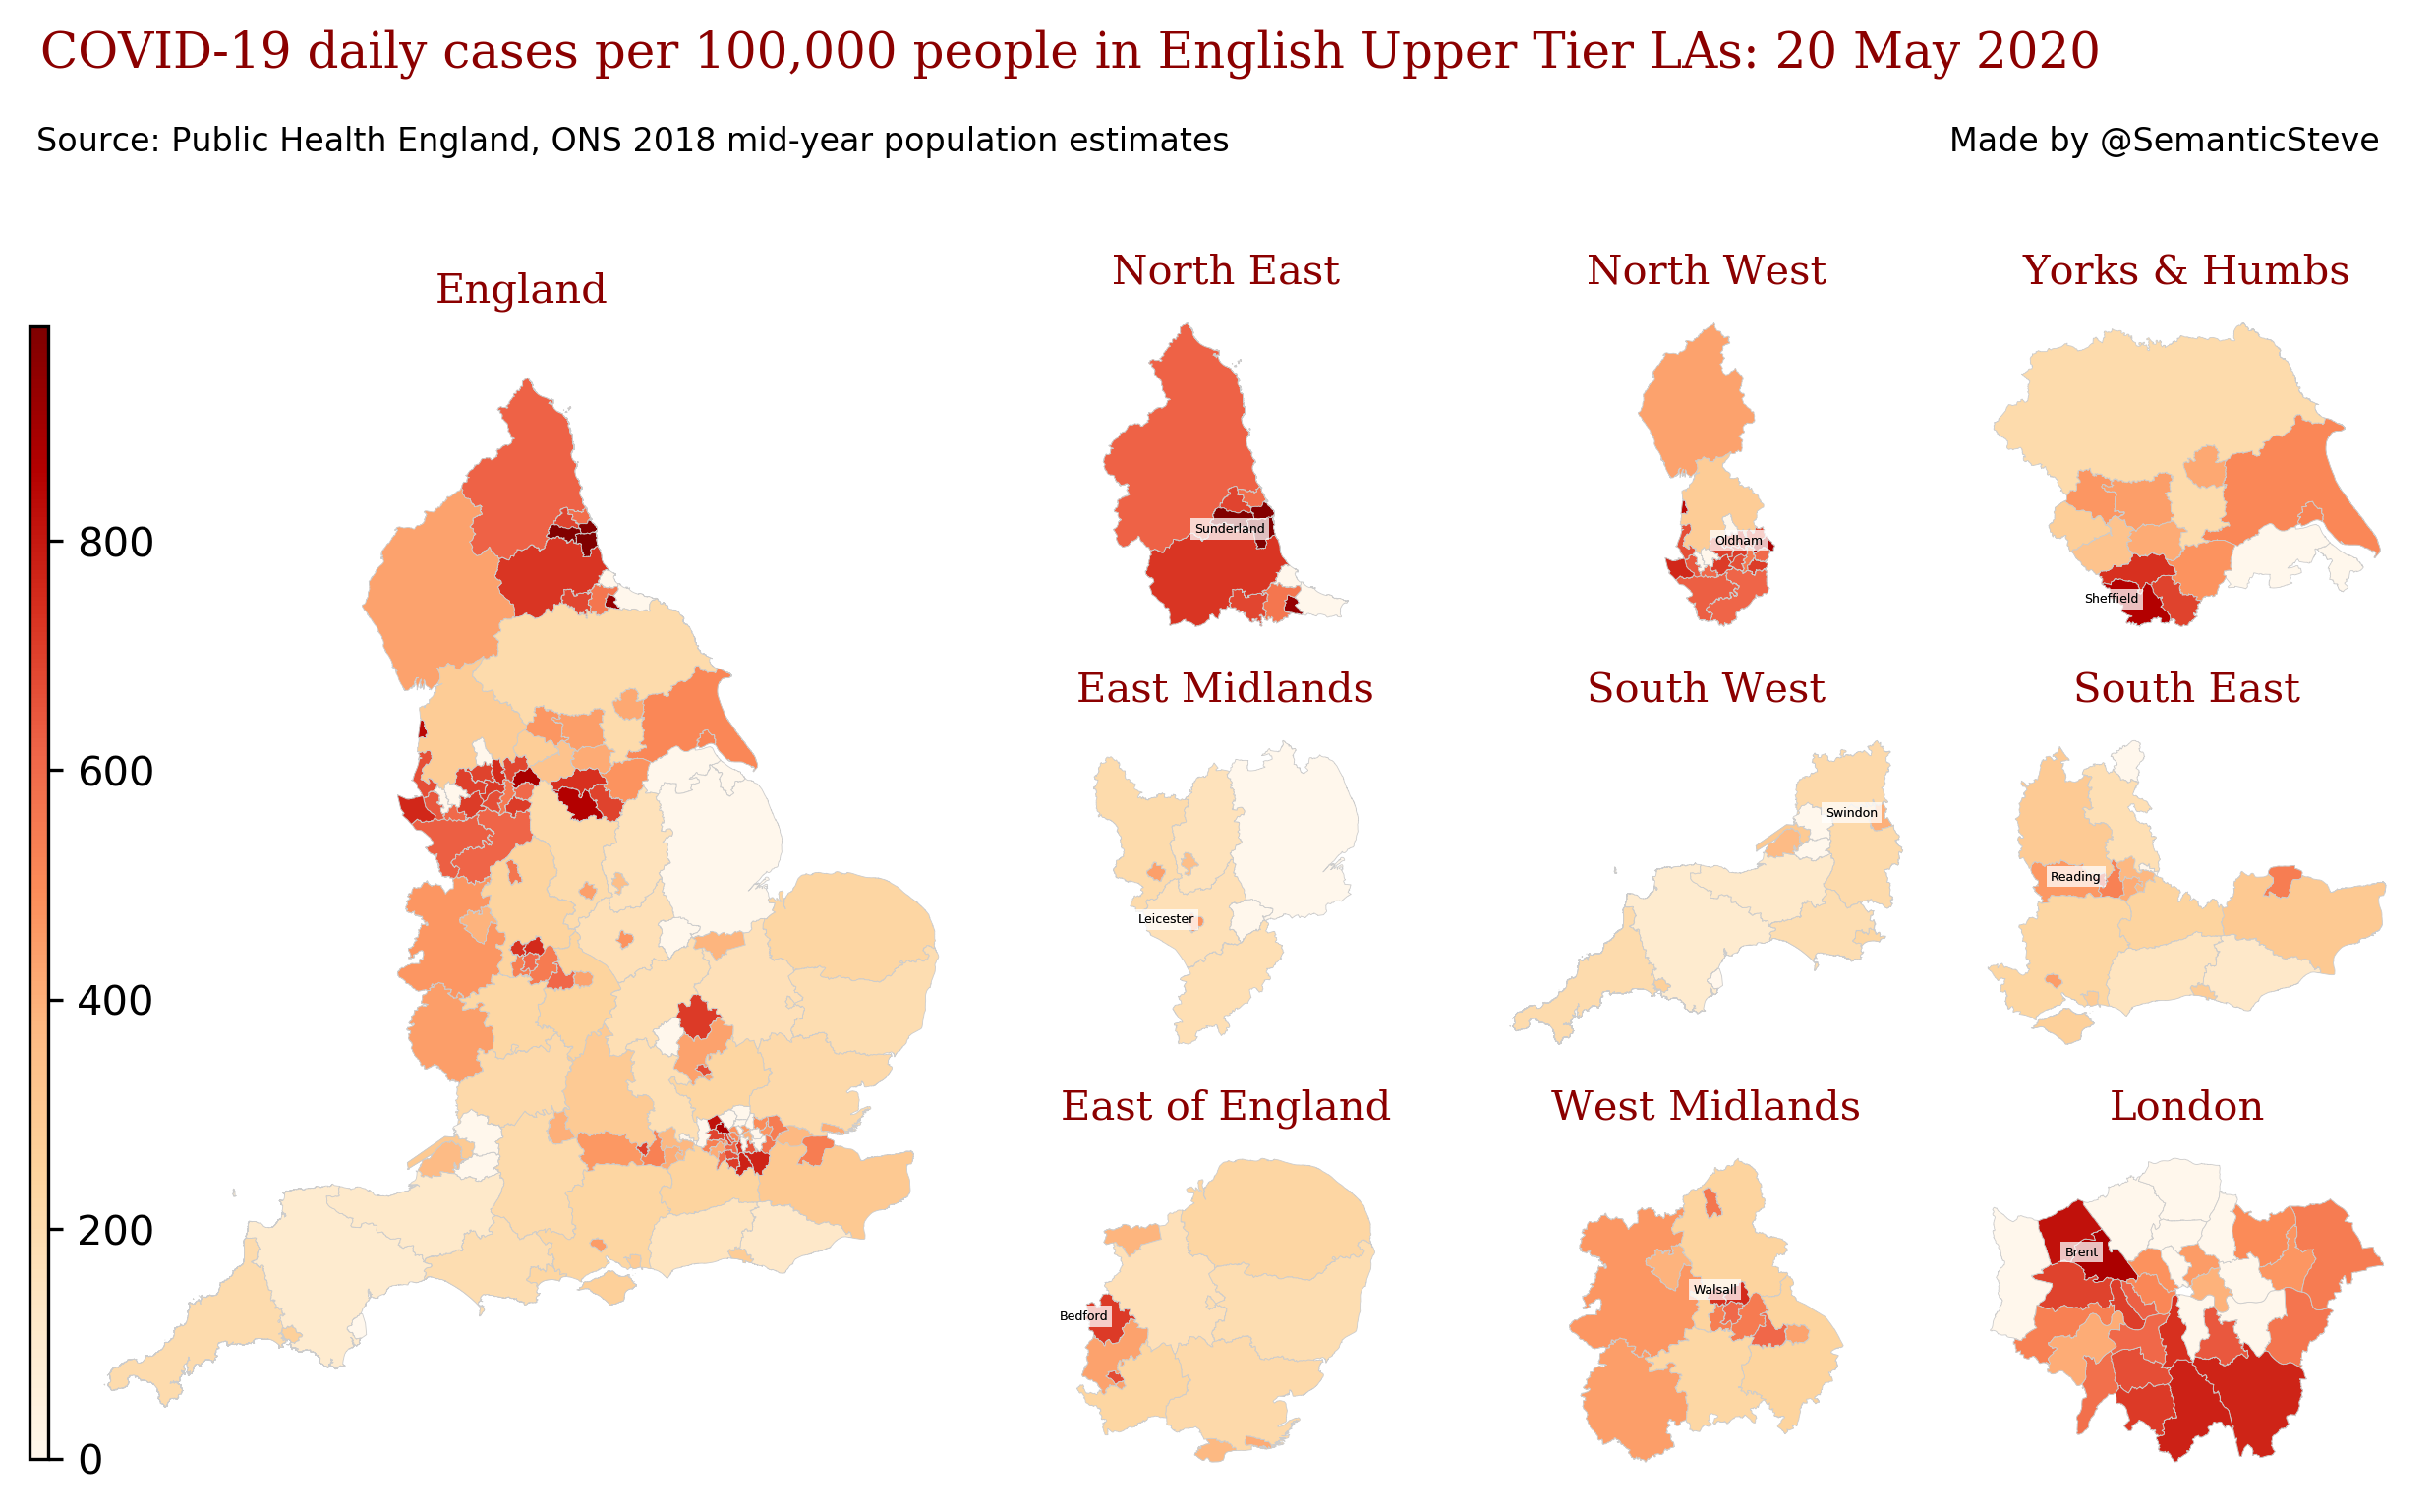 COVID-19 daily cases per 100,000 people in English Upper Tier LAs: 20 May 2020
Source: Public Health England, ONS 2018 mid-year population estimates
Made by @SemanticSteve
England
800
600
400
200
0
North East
Sunderland
North West
Oldham
Yorks & Humbs
Sheffield
East Midlands
Leicester
South West
Swindon
South East
Reading
East of England
Bedford
West Midlands
Walsall
London
Brent